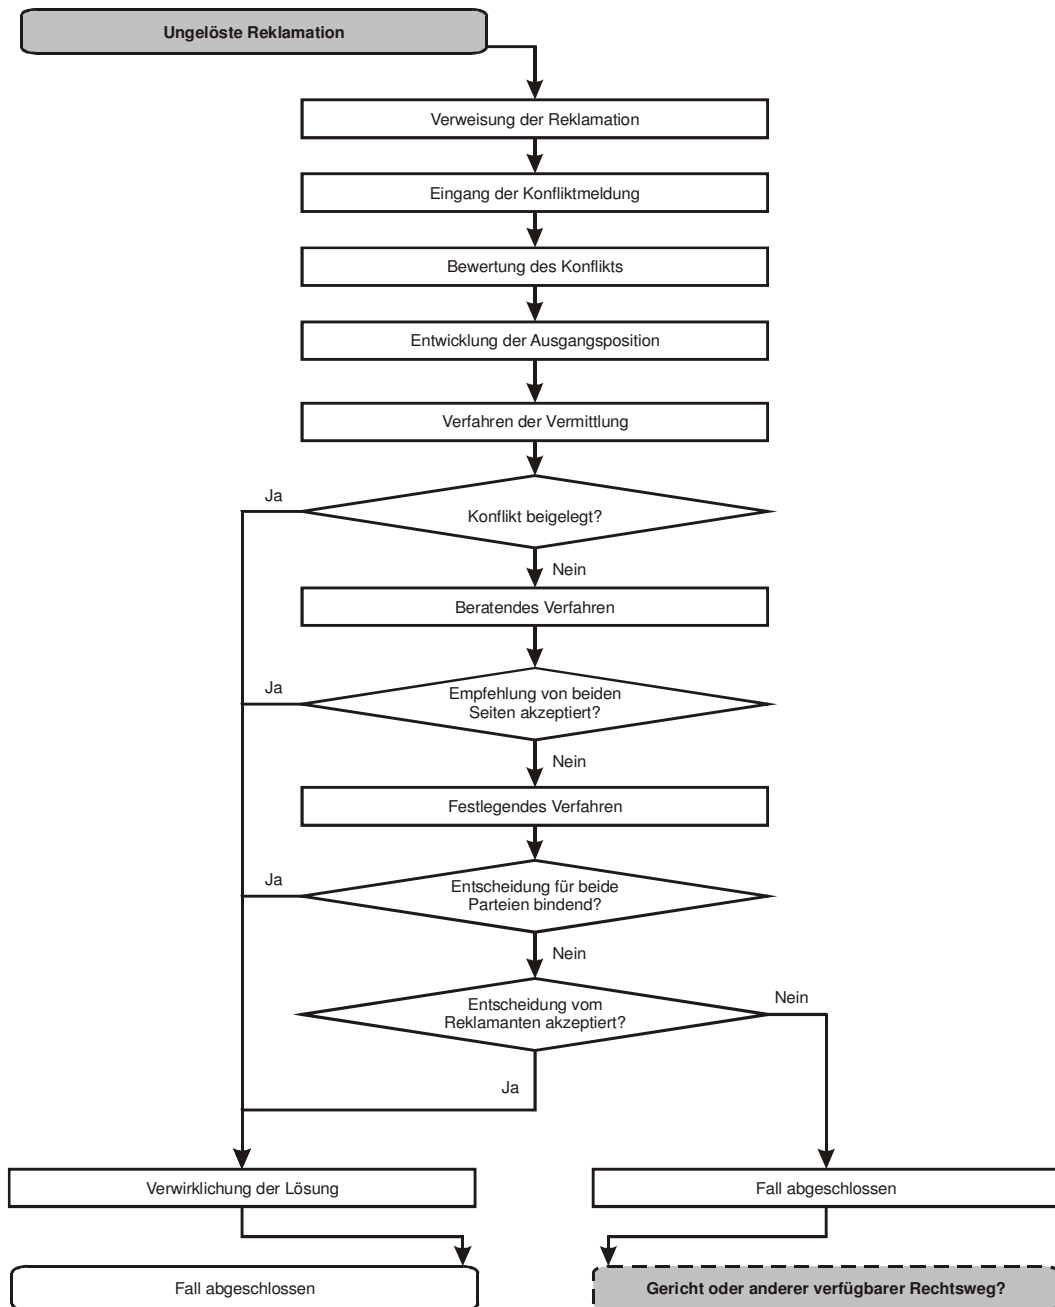 Ungelöste Reklamation
Verweisung der Reklamation
Eingang der Konfliktmeldung
Bewertung des Konflikts
Entwicklung der Ausgangsposition
Verfahren der Vermittlung
Ja
Konflikt beigelegt?
Nein
Beratendes Verfahren
Ja
Empfehlung von beiden
Seiten akzeptiert?
Nein
Festlegendes Verfahren
Ja
Entscheidung für beide
Parteien bindend?
Nein
Entscheidung vom
Reklamanten akzeptiert?
Nein
Ja
Verwirklichung der Lösung
Fall abgeschlossen
Fall abgeschlossen
Gericht oder anderer verfügbarer Rechtsweg?